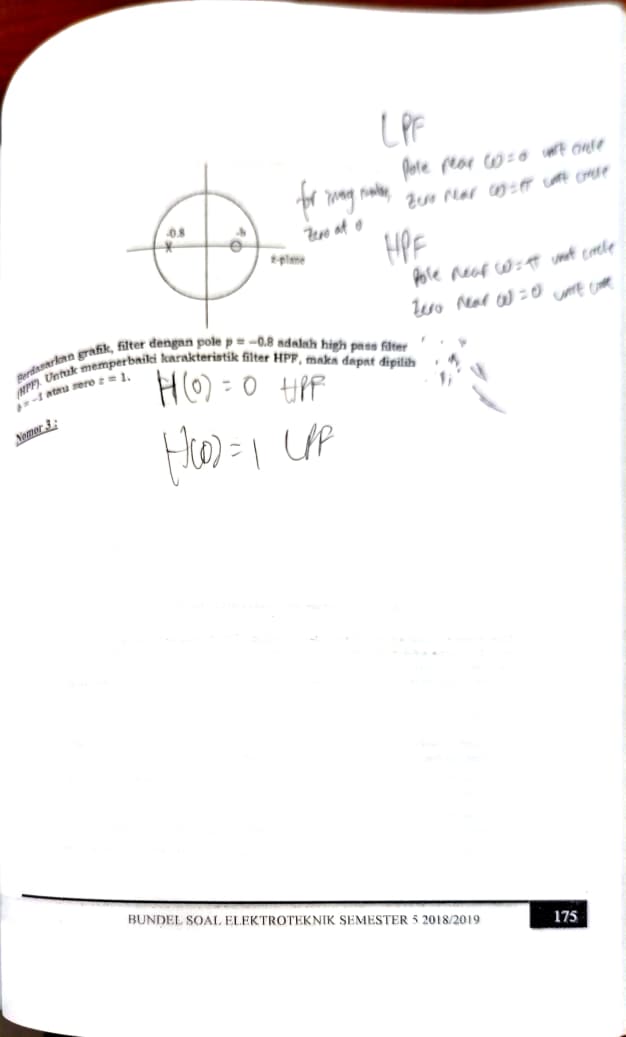 LPF
Pole near ω=0 unit circle
Zero near ω=π unit circle
for imag number,
Zero at 0
HPF
Pole near ω=π unit circle
Zero near ω=0 unit circle
-0.8
-b
z-plane
Berdasarkan grafik, filter dengan pole p = -0.8 adalah high pass filter
(HPF). Untuk memperbaiki karakteristik filter HPF, maka dapat dipilih
b = -1 atau zero z = 1.
H(0) = 0 HPF
Nomor 3 :
H(0) = 1 LPF
BUNDEL SOAL ELEKTROTEKNIK SEMESTER 5 2018/2019
175